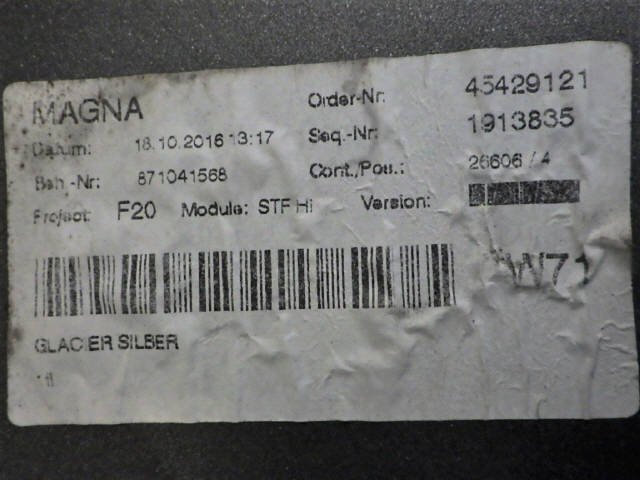 MAGNA Order-Nr: 45429121
Datum: 18.10.2016 13:17 Seq.-Nr: 1913835
Beh.-Nr: 871041568 Cont./Pos.: 26606 / 4
Project: F20 Module: STF Hi Version:
W71
GLACIER SILBER